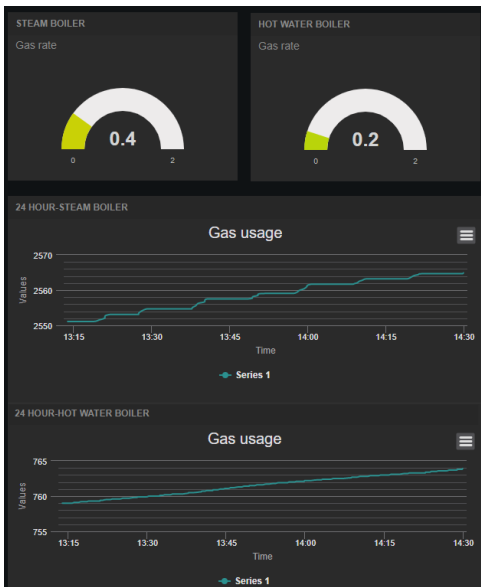 STEAM BOILER
Gas rate
0.4
0 2
HOT WATER BOILER
Gas rate
0.2
0 2
24 HOUR-STEAM BOILER
Gas usage
2570
2560
2550
Values
13:15 13:30 13:45 14:00 14:15 14:30
Time
Series 1
24 HOUR-HOT WATER BOILER
Gas usage
765
760
755
Values
13:15 13:30 13:45 14:00 14:15 14:30
Time
Series 1